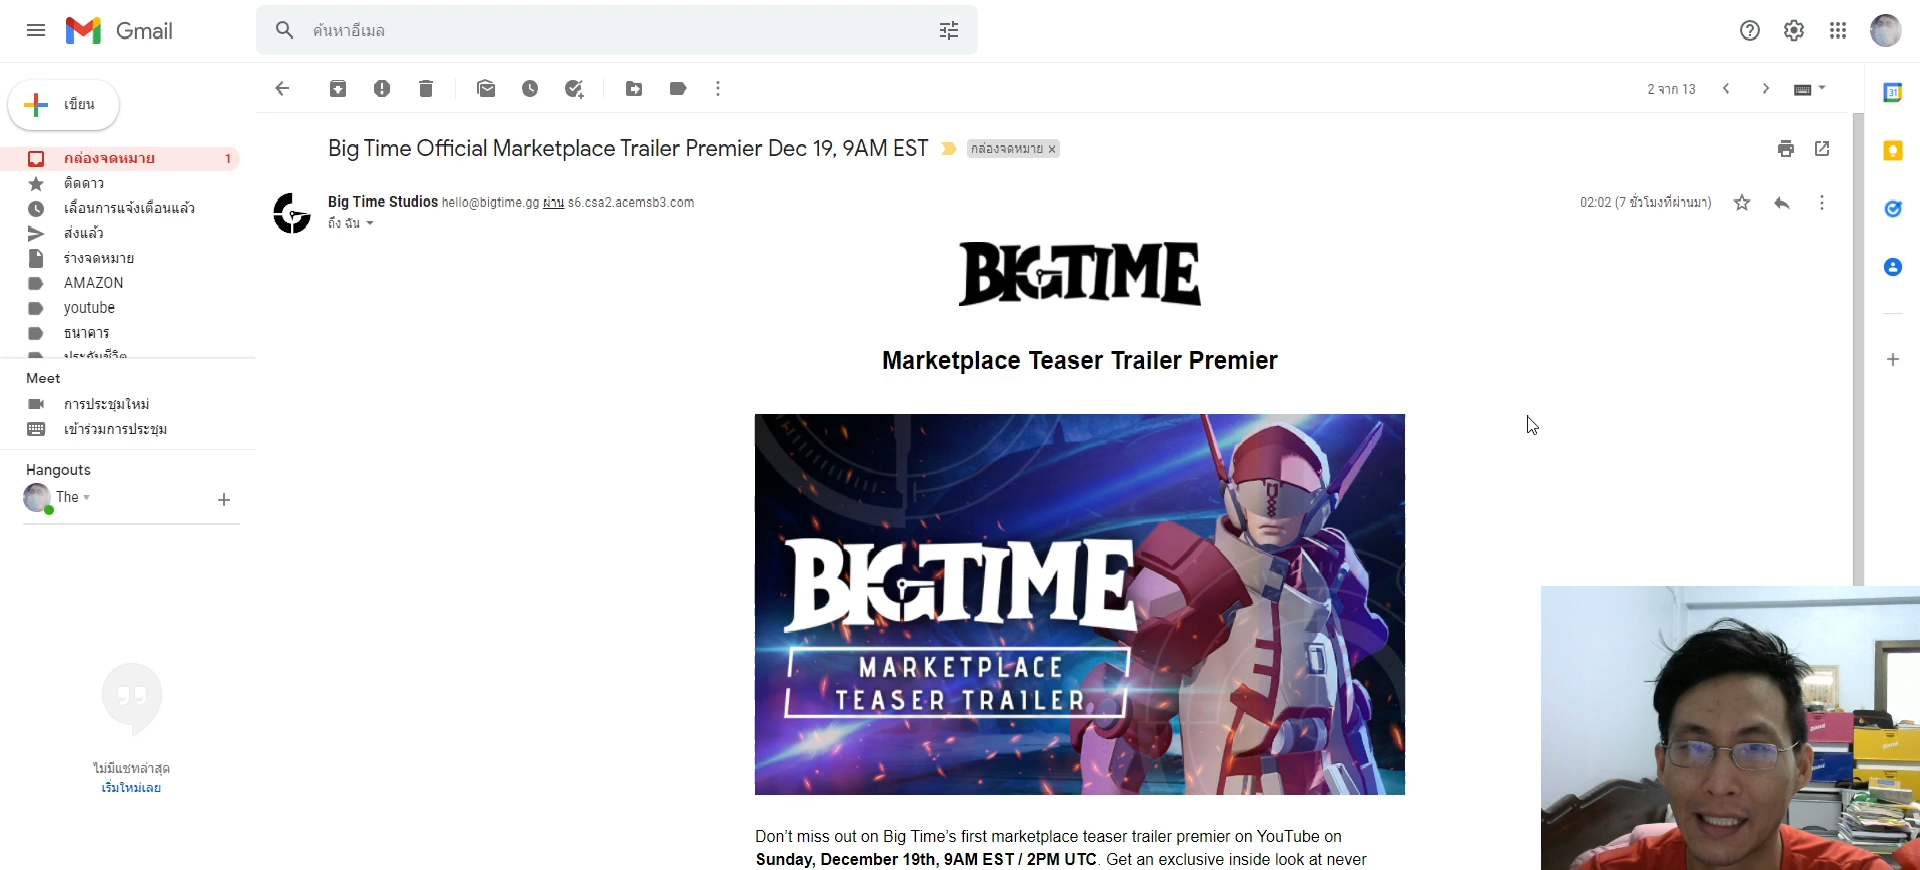 Gmail
ค้นหาอีเมล
เขียน
2 จาก 13
31
กล่องจดหมาย 1
ติดดาว
เลื่อนการแจ้งเตือนแล้ว
ส่งแล้ว
ร่างจดหมาย
AMAZON
youtube
ธนาคาร
ประกันชีวิต
Meet
การประชุมใหม่
เข้าร่วมการประชุม
Hangouts
The
ไม่มีแชทล่าสุด
เริ่มใหม่เลย
Big Time Official Marketplace Trailer Premier Dec 19, 9AM EST กล่องจดหมาย x
Big Time Studios hello@bigtime.gg ผ่าน s6.csa2.acemsb3.com 02:02 (7 ชั่วโมงที่ผ่านมา)
ถึง ฉัน
BIGTIME
Marketplace Teaser Trailer Premier
BIGTIME
MARKETPLACE
TEASER TRAILER
Don't miss out on Big Time's first marketplace teaser trailer premier on YouTube on
Sunday, December 19th, 9AM EST / 2PM UTC. Get an exclusive inside look at never